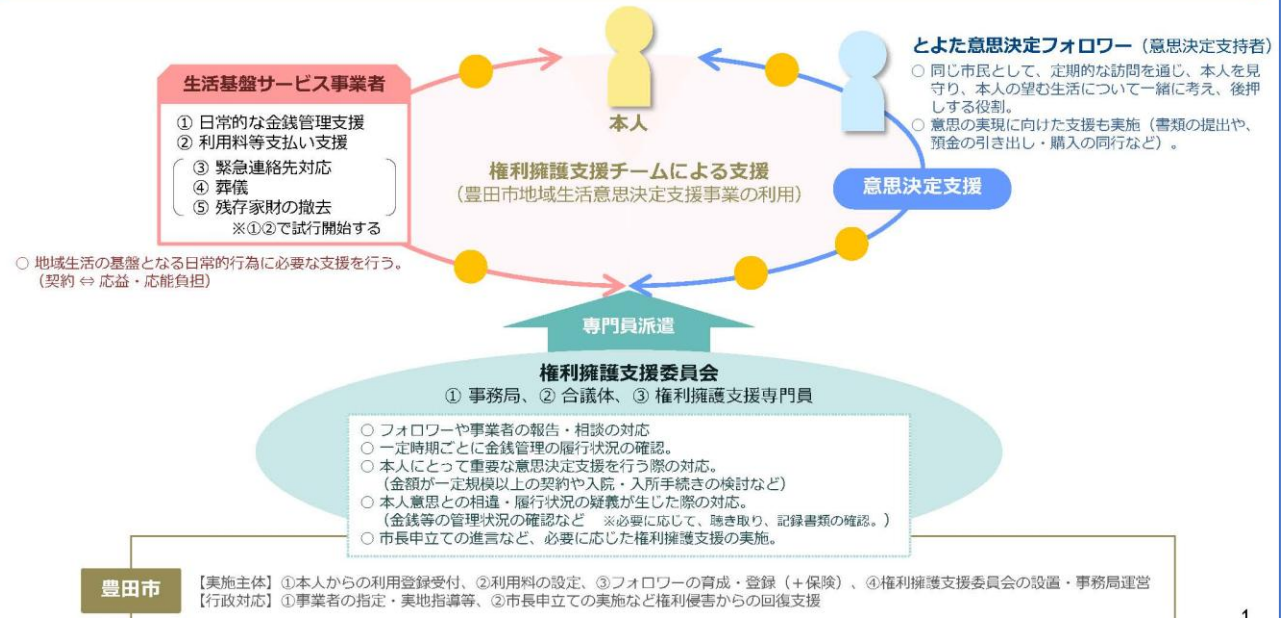 本人
生活基盤サービス事業者
① 日常的な金銭管理支援
② 利用料等支払い支援
③ 緊急連絡先対応
④ 葬儀
⑤ 残存家財の撤去
※①②で試行開始する
○ 地域生活の基盤となる日常的行為に必要な支援を行う。
(契約 ⇔ 応益・応能負担)
権利擁護支援チームによる支援
(豊田市地域生活意思決定支援事業の利用)
とよた意思決定フォロワー(意思決定支持者)
○ 同じ市民として、定期的な訪問を通じ、本人を見
守り、本人の望む生活について一緒に考え、後押
しする役割。
○ 意思の実現に向けた支援も実施(書類の提出や、
預金の引き出し・購入の同行など)。
意思決定支援
専門員派遣
権利擁護支援委員会
① 事務局、② 合議体、③ 権利擁護支援専門員
○ フォロワーや事業者の報告・相談の対応
○ 一定時期ごとに金銭管理の履行状況の確認。
○ 本人にとって重要な意思決定支援を行う際の対応。
(金額が一定規模以上の契約や入院・入所手続きの検討など)
○ 本人意思との相違・履行状況の疑義が生じた際の対応。
(金銭等の管理状況の確認など ※必要に応じて、聴き取り、記録書類の確認。)
○ 市長申立ての進言など、必要に応じた権利擁護支援の実施。
豊田市
【実施主体】①本人からの利用登録受付、②利用料の設定、③フォロワーの育成・登録(+保険)、④権利擁護支援委員会の設置・事務局運営
【行政対応】①事業者の指定・実地指導等、②市長申立ての実施など権利侵害からの回復支援
1